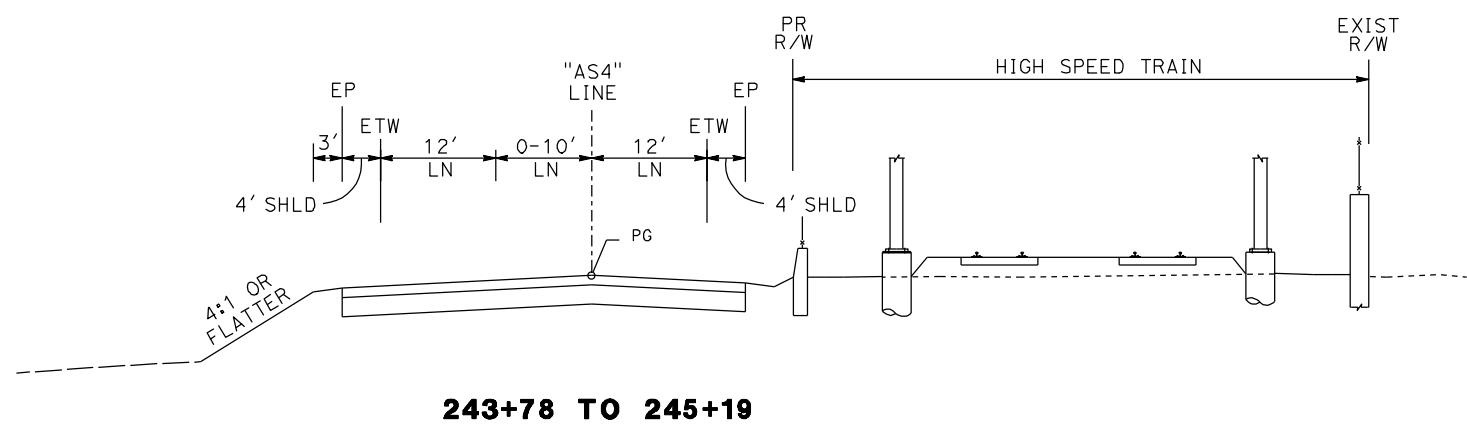 PR
R/W
EXIST
R/W
HIGH SPEED TRAIN
"AS4"
LINE
EP
EP
ETW
ETW
3'
12'
LN
0-10'
LN
12'
LN
4' SHLD
4' SHLD
PG
4:1 OR
FLATTER
243+78 TO 245+19